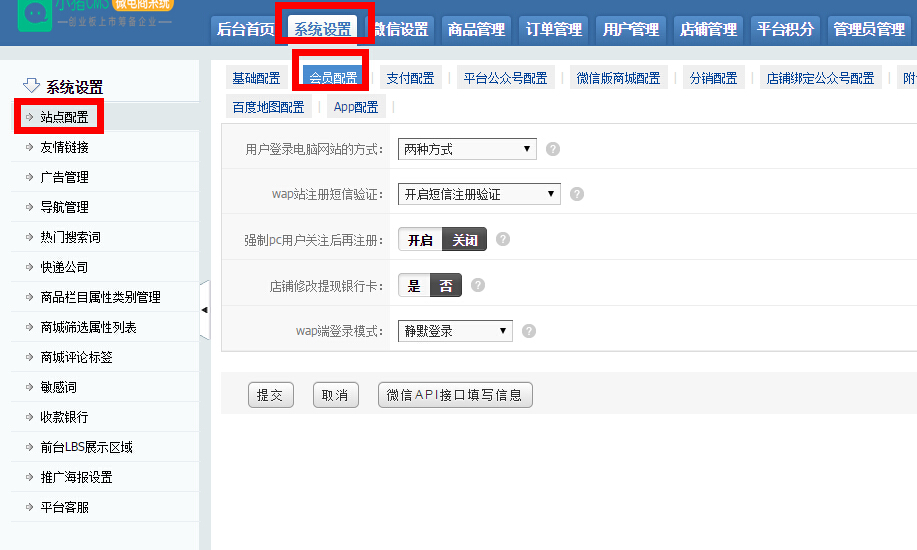 小猪CMS 微电商系统
—创业板上市筹备企业—
后台首页 系统设置 微信设置 商品管理 订单管理 用户管理 店铺管理 平台积分 管理员管理
系统设置
站点配置
友情链接
广告管理
导航管理
热门搜索词
快递公司
商品栏目属性类别管理
商城筛选属性列表
商城评论标签
敏感词
收款银行
前台LBS展示区域
推广海报设置
平台客服
基础配置 会员配置 支付配置 平台公众号配置 微信版商城配置 分销配置 店铺绑定公众号配置 附
百度地图配置 App配置
用户登录电脑网站的方式: 两种方式
wap站注册短信验证: 开启短信注册验证
强制pc用户关注后再注册: 开启 关闭
店铺修改提现银行卡: 是 否
wap端登录模式: 静默登录
提交 取消 微信API接口填写信息